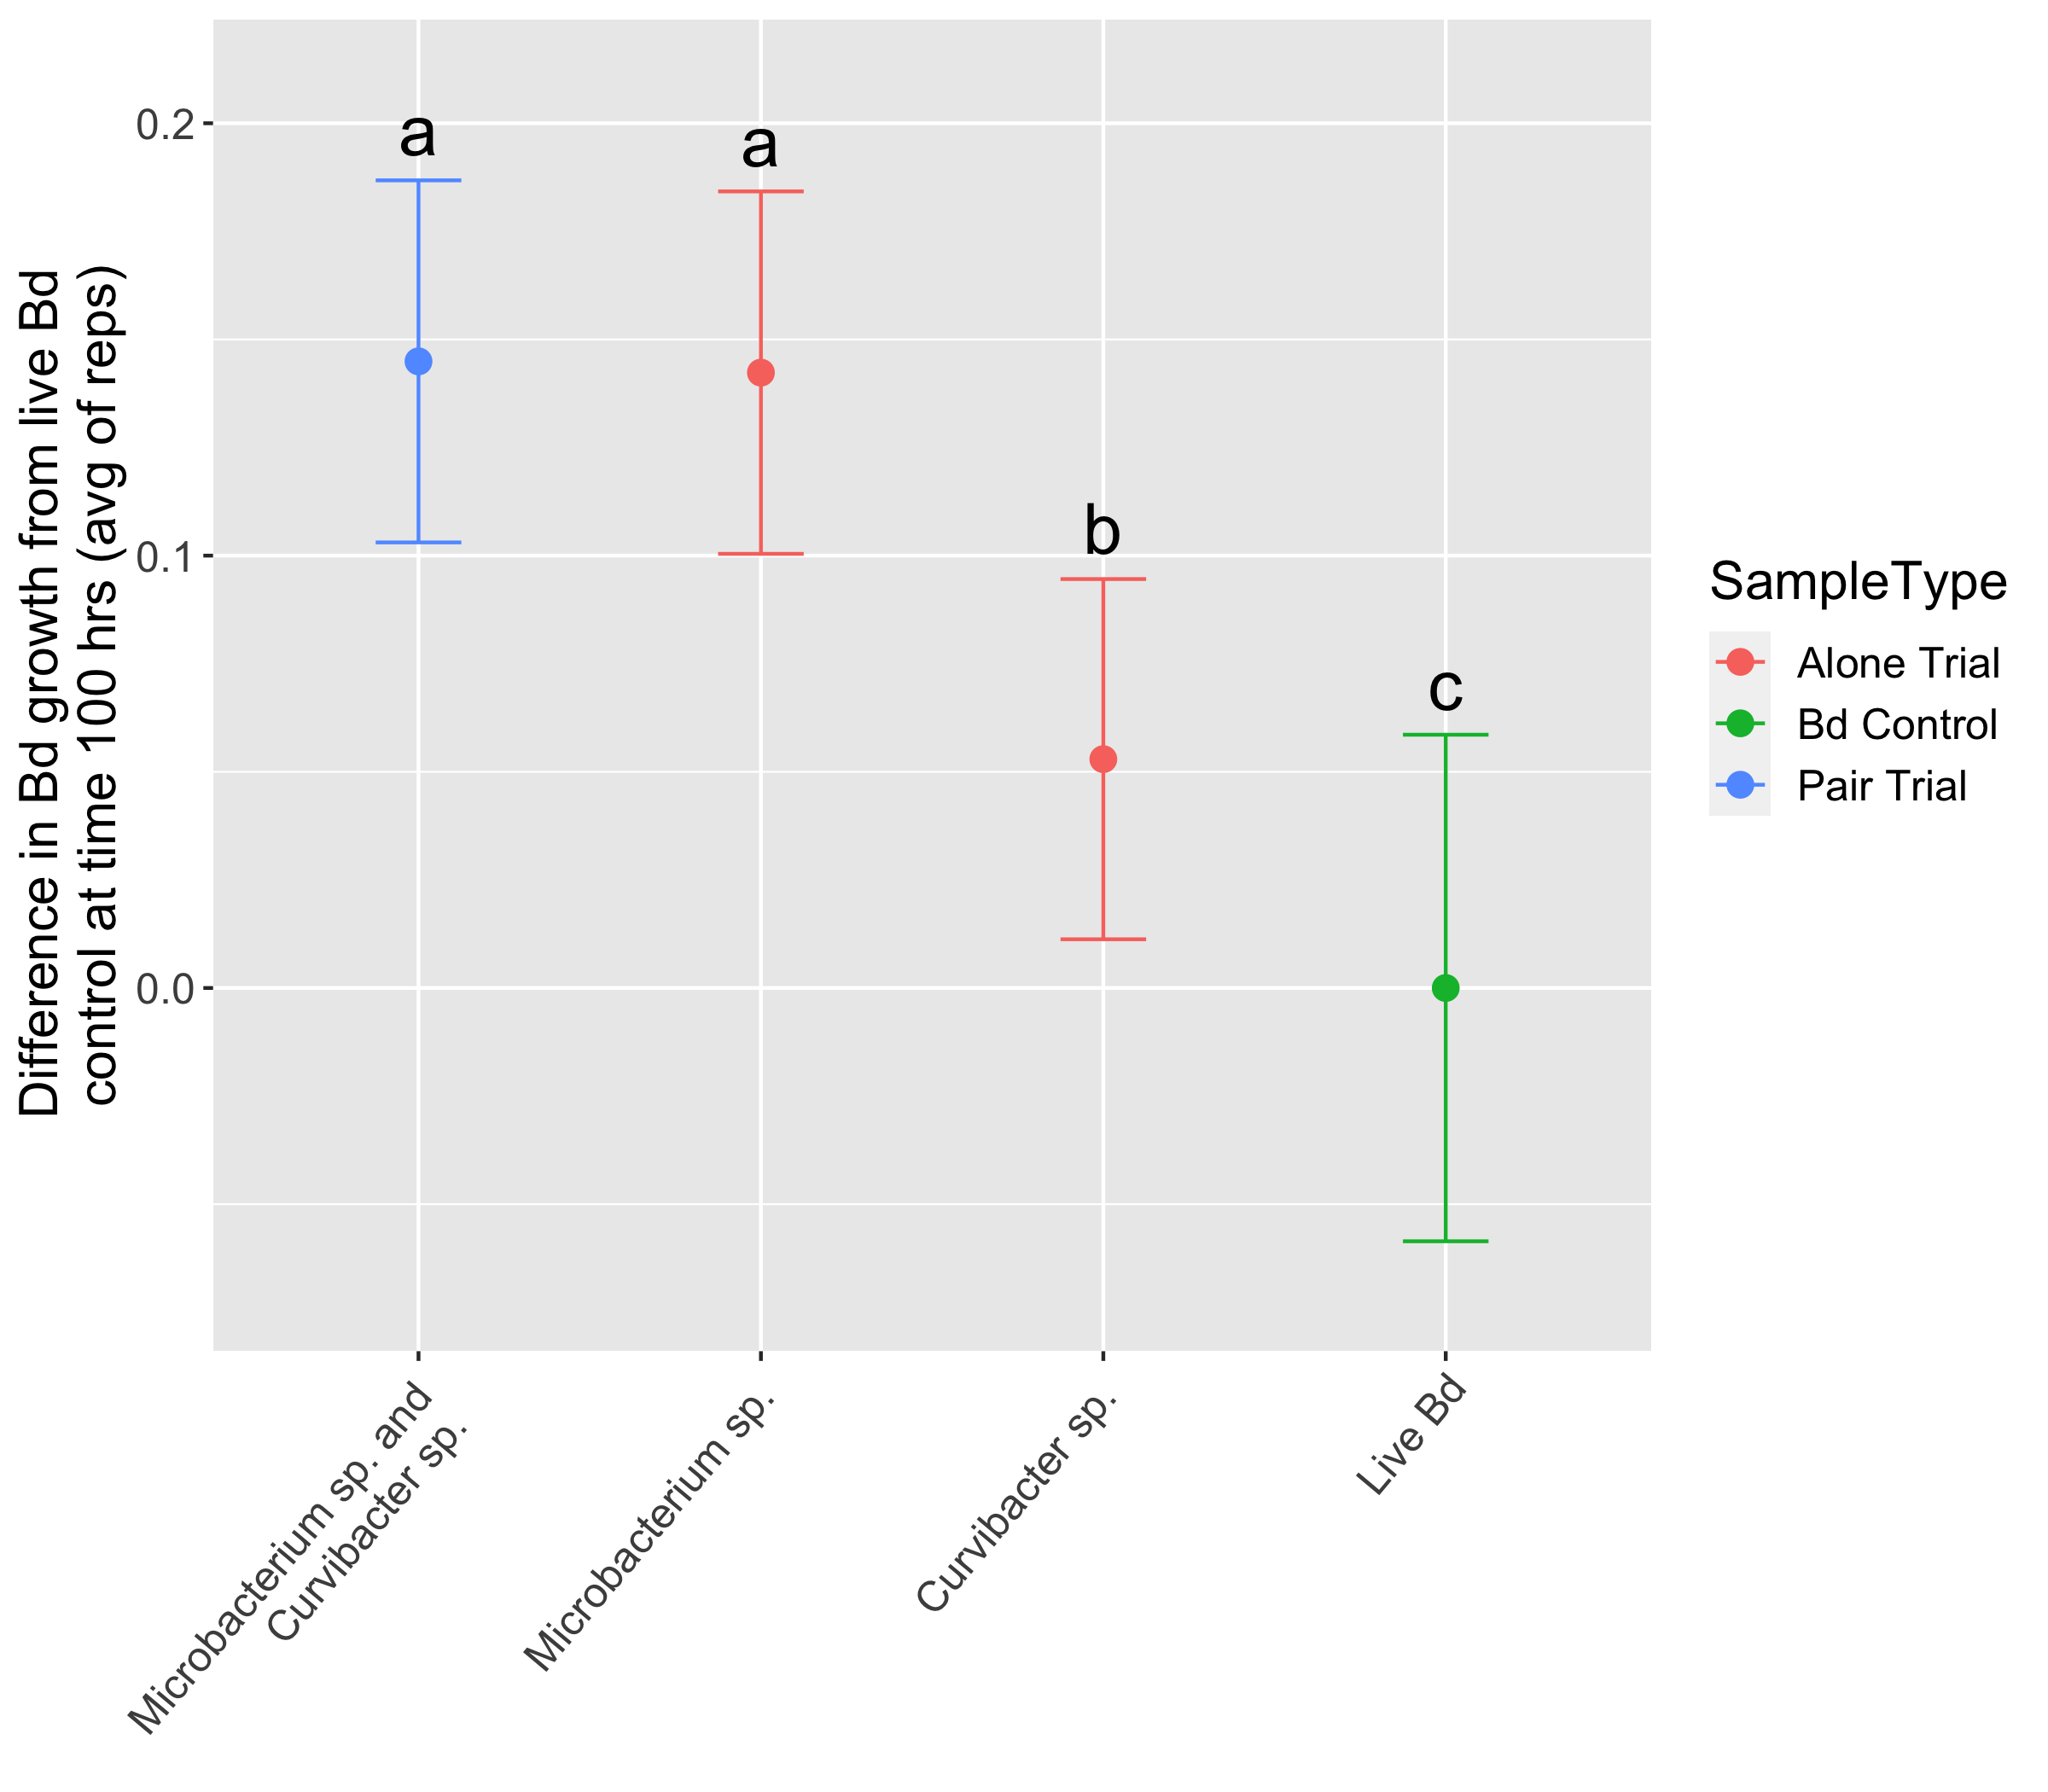 Difference in Bd growth from live Bd
control at time 100 hrs (avg of reps)
0.2
0.1
0.0
a
a
b
c
Microbacterium sp. and
Curvibacter sp.
Microbacterium sp.
Curvibacter sp.
Live Bd
SampleType
Alone Trial
Bd Control
Pair Trial